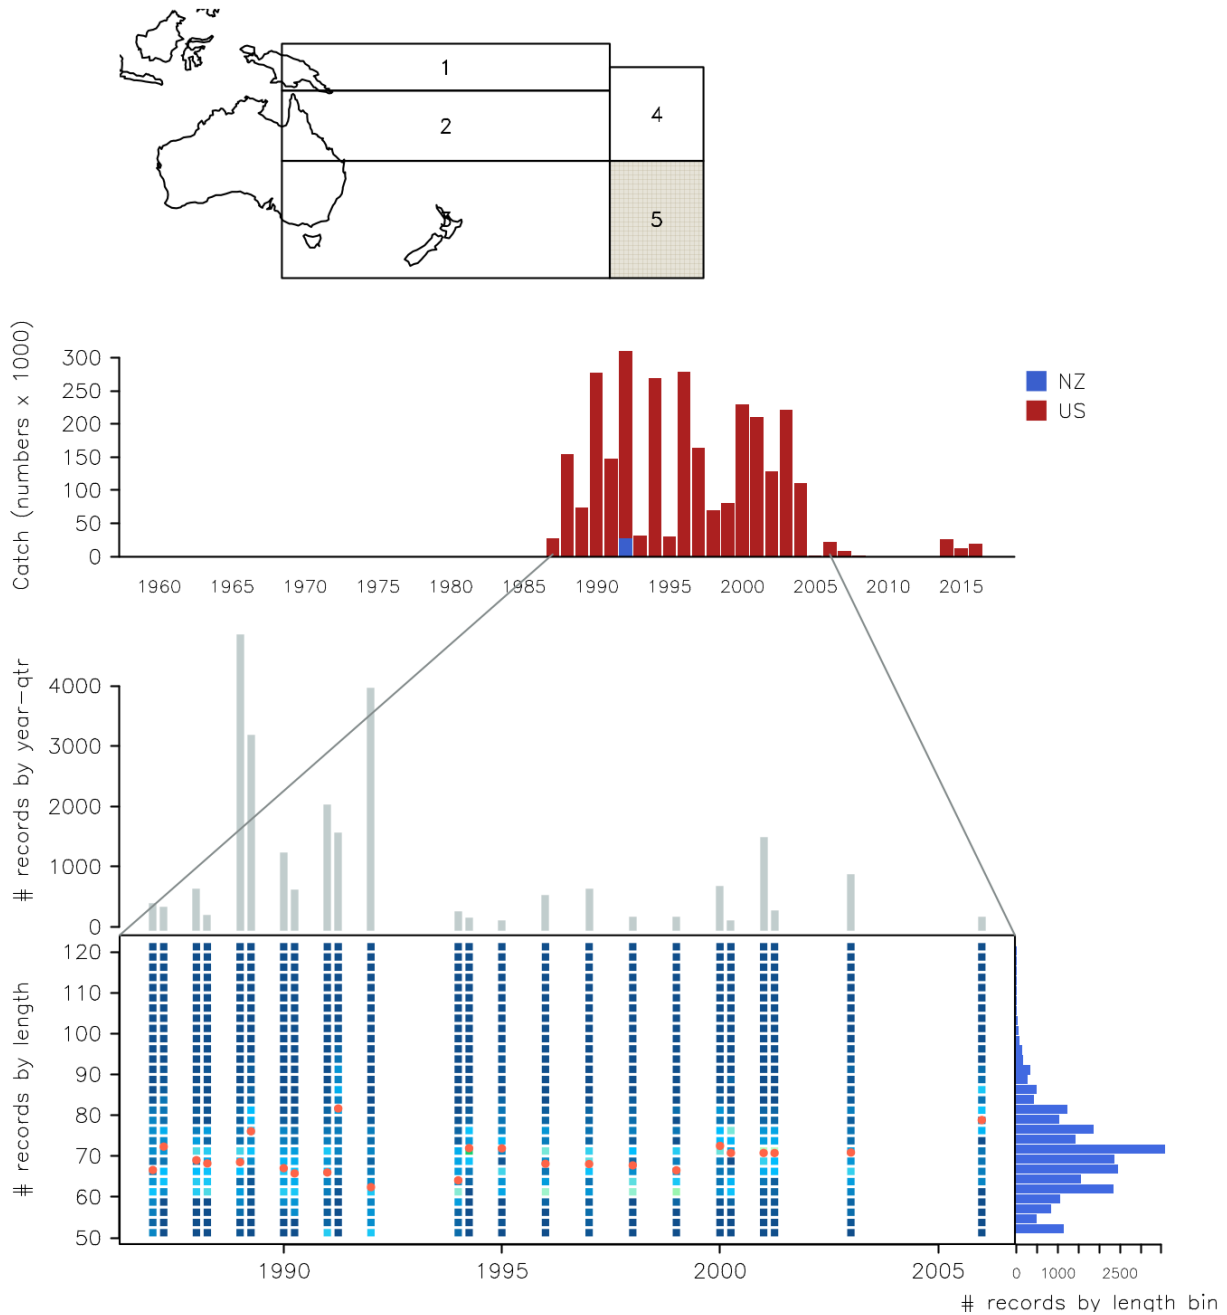 1
2
4
5
Catch (numbers x 1000)
300
250
200
150
100
50
0
1960 1965 1970 1975 1980 1985 1990 1995 2000 2005 2010 2015
NZ
US
# records by year-qtr
4000
3000
2000
1000
0
# records by length
120
110
100
90
80
70
60
50
1990 1995 2000 2005
0 1000 2500
# records by length bin